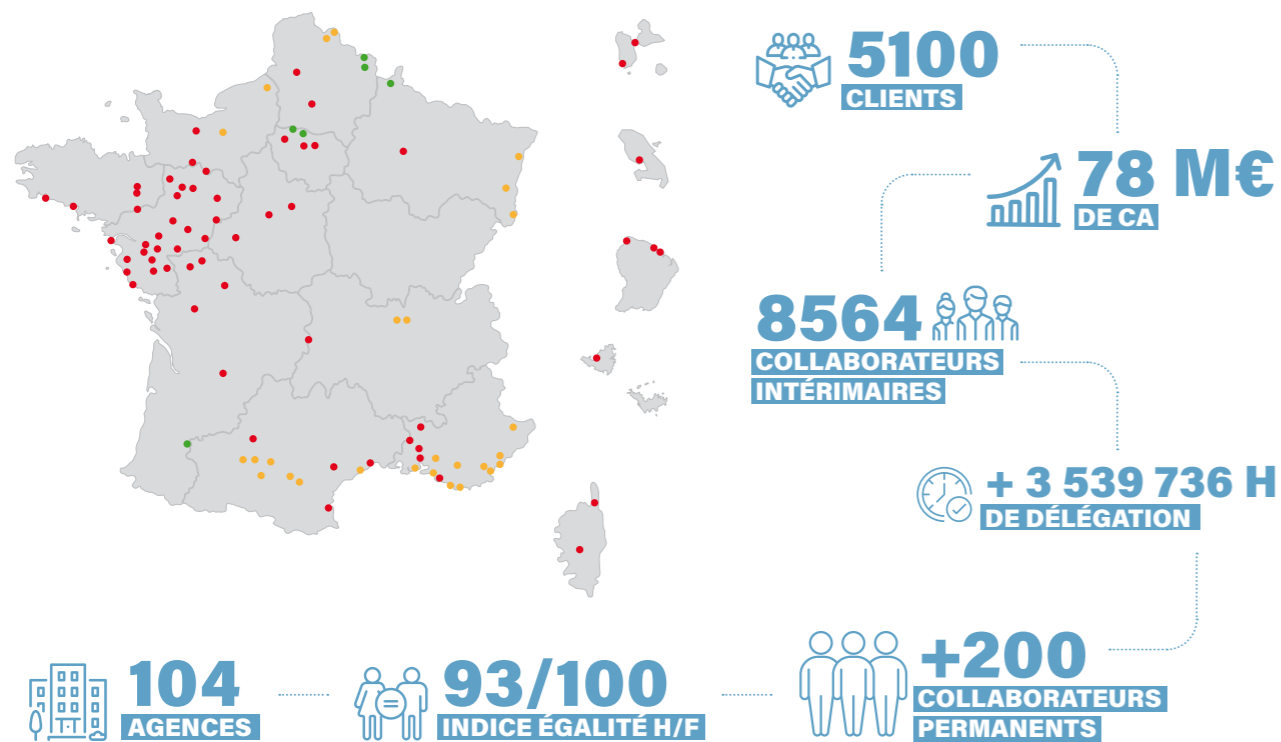 5100
CLIENTS
78 M€
DE CA
8564
COLLABORATEURS
INTÉRIMAIRES
+ 3 539 736 H
DE DÉLÉGATION
+200
COLLABORATEURS
PERMANENTS
93/100
INDICE ÉGALITÉ H/F
104
AGENCES